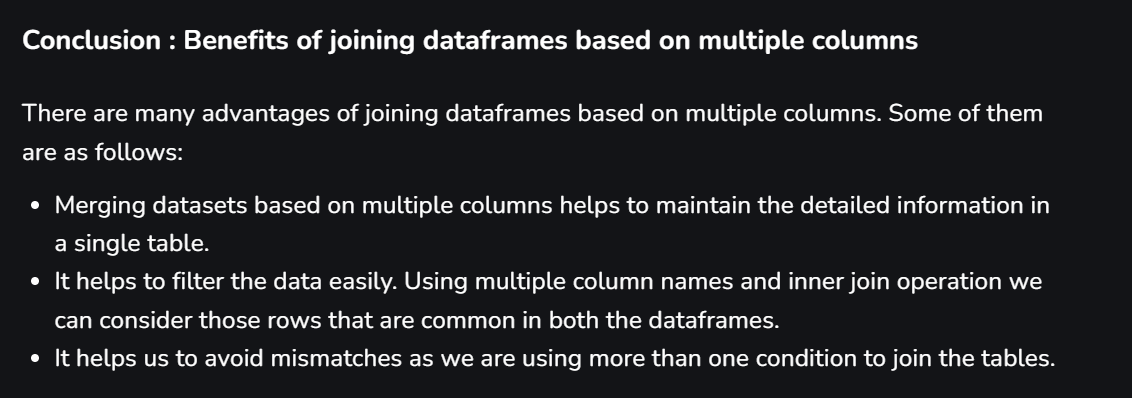 Conclusion : Benefits of joining dataframes based on multiple columns
There are many advantages of joining dataframes based on multiple columns. Some of them
are as follows:
• Merging datasets based on multiple columns helps to maintain the detailed information in
a single table.
• It helps to filter the data easily. Using multiple column names and inner join operation we
can consider those rows that are common in both the dataframes.
• It helps us to avoid mismatches as we are using more than one condition to join the tables.